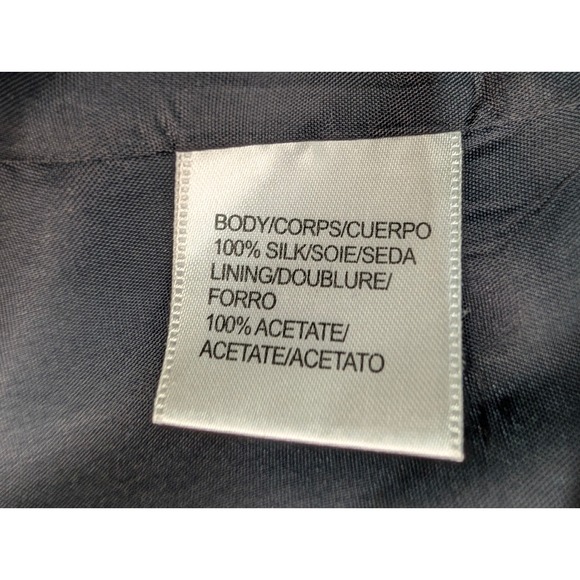 BODY/CORPS/CUERPO
100% SILK/SOIE/SEDA
LINING/DOUBLURE/
FORRO
100% ACETATE/
ACETATE/ACETATO